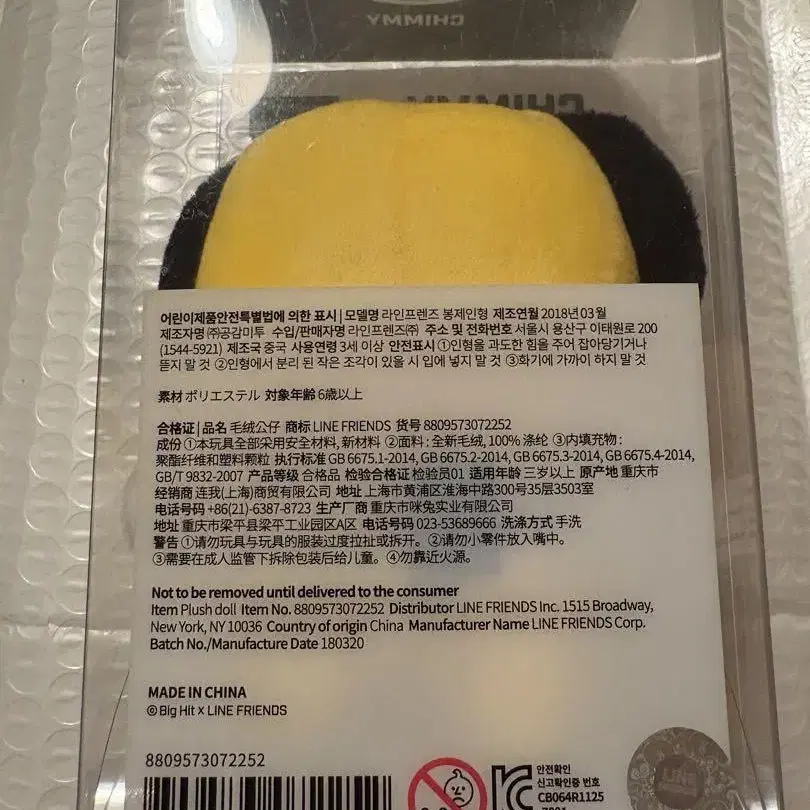 CHIMMY
CHIMMY
어린이제품안전특별법에 의한 표시 | 모델명 라인프렌즈 봉제인형 제조연월 2018년 03월
제조자명 ㈜공감미투 수입/판매자명 라인프렌즈㈜ 주소 및 전화번호 서울시 용산구 이태원로 200
(1544-5921) 제조국 중국 사용연령 3세 이상 안전표시 ①인형을 과도한 힘을 주어 잡아당기거나
뜯지 말 것 ②인형에서 분리 된 작은 조각이 있을 시 입에 넣지 말 것 ③화기에 가까이 하지 말 것
素材 ポリエステル 対象年齢 6歳以上
合格证 | 品名 毛绒公仔 商标 LINE FRIENDS 货号 8809573072252
成份 ①本玩具全部采用安全材料, 新材料 ②面料 : 全新毛绒, 100% 涤纶 ③内填充物 :
聚酯纤维和塑料颗粒 执行标准 GB 6675.1-2014, GB 6675.2-2014, GB 6675.3-2014, GB 6675.4-2014,
GB/T 9832-2007 产品等级 合格品 检验合格证 检验员01 适用年龄 三岁以上 原产地 重庆市
经销商 连我(上海)商贸有限公司 地址 上海市黄浦区淮海中路300号35层3503室
电话号码 +86(21)-6387-8723 生产厂商 重庆市咪兔实业有限公司
地址 重庆市梁平县梁平工业园区A区 电话号码 023-53689666 洗涤方式 手洗
警告 ①请勿玩具与玩具的服装过度拉扯或拆开。②请勿小零件放入嘴中。
③需要在成人监管下拆除包装后给儿童。④勿靠近火源。
Not to be removed until delivered to the consumer
Item Plush doll Item No. 8809573072252 Distributor LINE FRIENDS Inc. 1515 Broadway,
New York, NY 10036 Country of origin China Manufacturer Name LINE FRIENDS Corp.
Batch No./Manufacture Date 180320
MADE IN CHINA
© Big Hit x LINE FRIENDS
8809573072252
안전확인
신고확인증 번호
CB064R1125
LINE